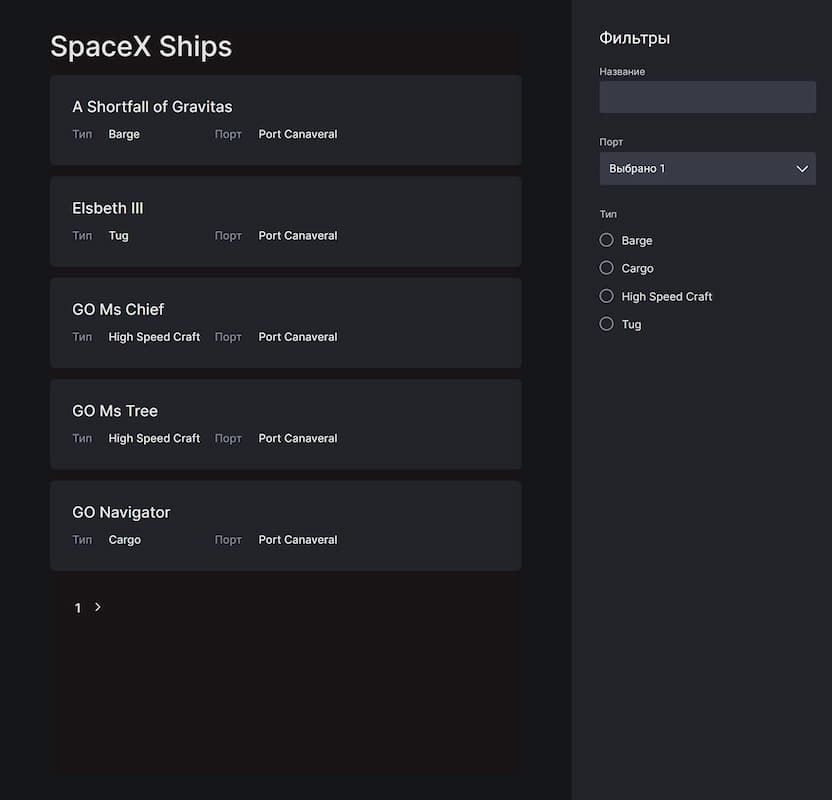 SpaceX Ships
A Shortfall of Gravitas
Тип Barge Порт Port Canaveral
Elsbeth III
Тип Tug Порт Port Canaveral
GO Ms Chief
Тип High Speed Craft Порт Port Canaveral
GO Ms Tree
Тип High Speed Craft Порт Port Canaveral
GO Navigator
Тип Cargo Порт Port Canaveral
1
Фильтры
Название
Порт
Выбрано 1
Тип
Barge
Cargo
High Speed Craft
Tug